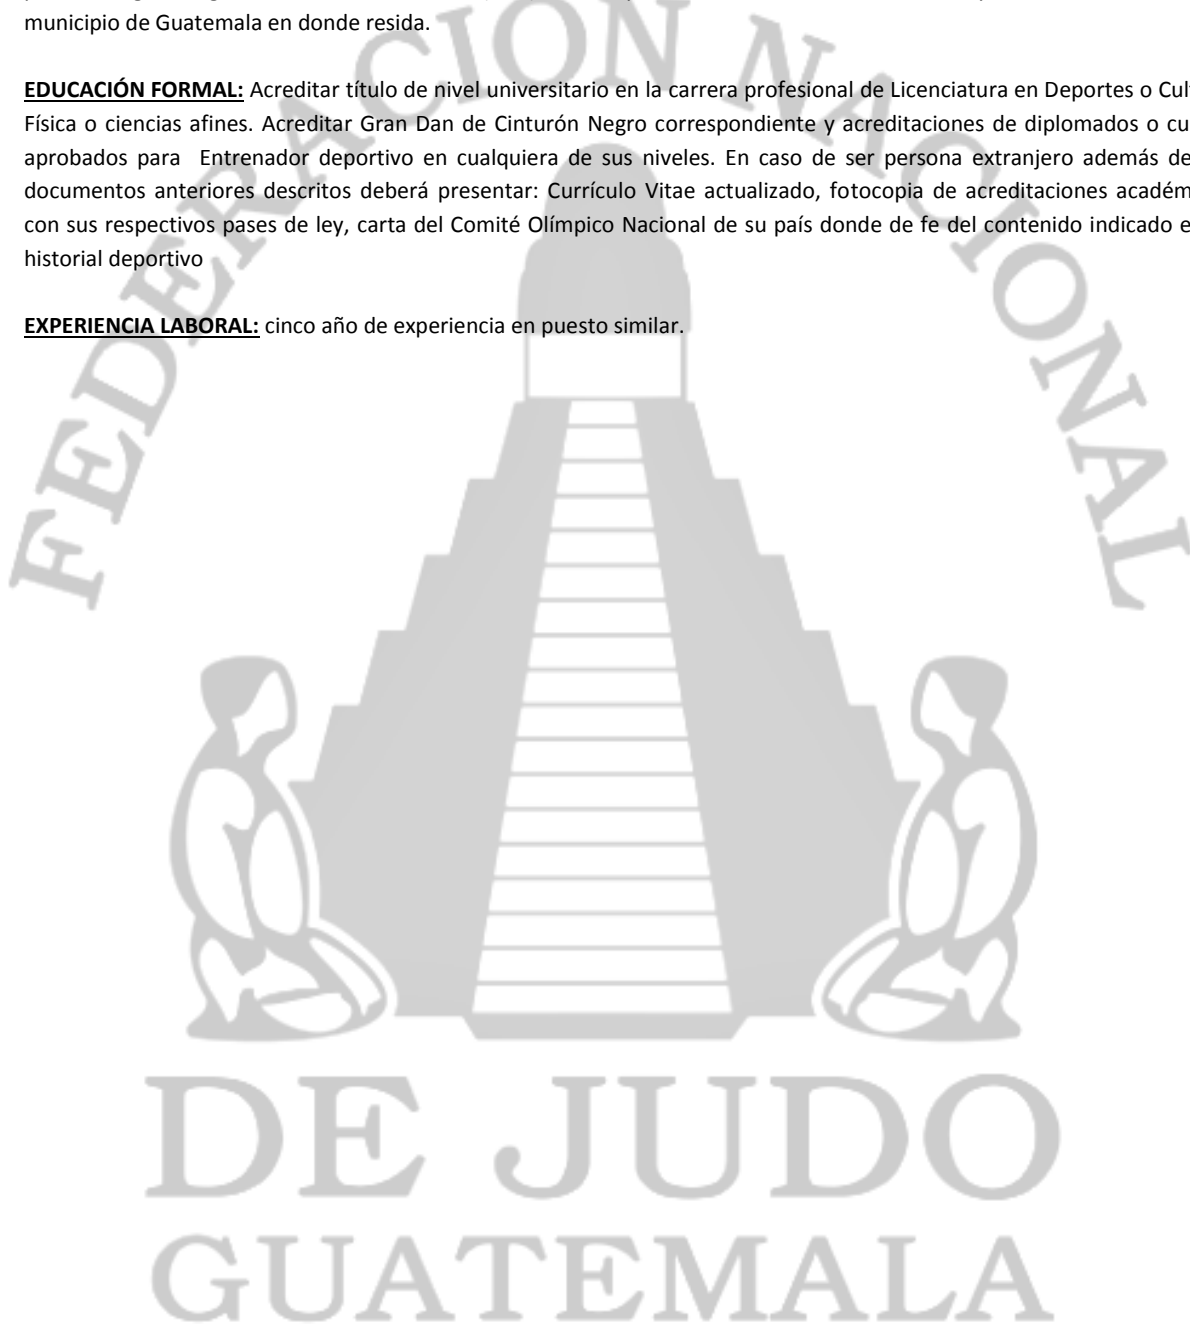 municipio de Guatemala en donde resida.
EDUCACIÓN FORMAL: Acreditar título de nivel universitario en la carrera profesional de Licenciatura en Deportes o Cul
Física o ciencias afines. Acreditar Gran Dan de Cinturón Negro correspondiente y acreditaciones de diplomados o cu
aprobados para Entrenador deportivo en cualquiera de sus niveles. En caso de ser persona extranjero además de
documentos anteriores descritos deberá presentar: Currículo Vitae actualizado, fotocopia de acreditaciones académ
con sus respectivos pases de ley, carta del Comité Olímpico Nacional de su país donde de fe del contenido indicado e
historial deportivo
EXPERIENCIA LABORAL: cinco año de experiencia en puesto similar.
FEDERACION NACIONAL
DE JUDO
GUATEMALA